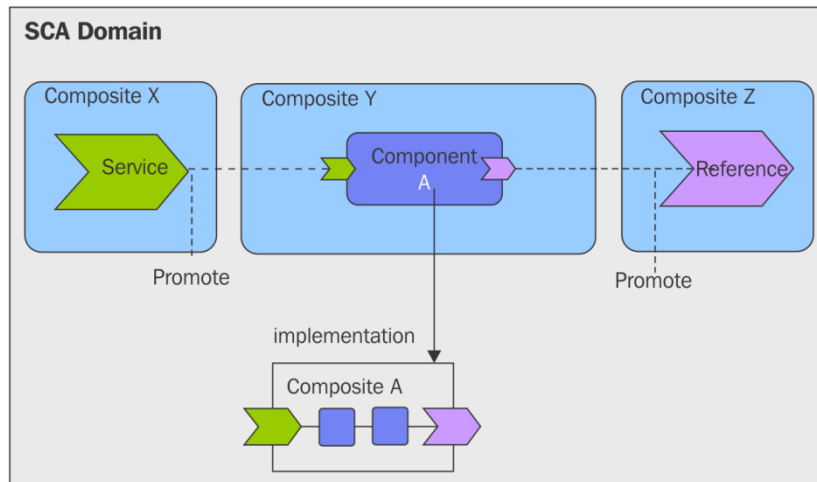 SCA Domain
Composite X
Composite Y
Composite Z
Service
Component
A
Reference
Promote
Promote
implementation
Composite A